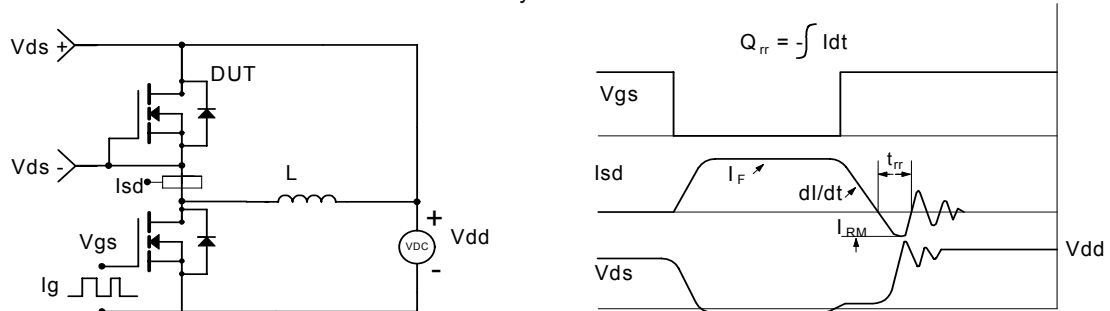 Vds +
DUT
Vds -
Isd
L
Vgs
Ig
+
VDC
-
Vdd
Q rr = -∫ Idt
Vgs
Isd
I F
dI/dt
t rr
I RM
Vds
Vdd